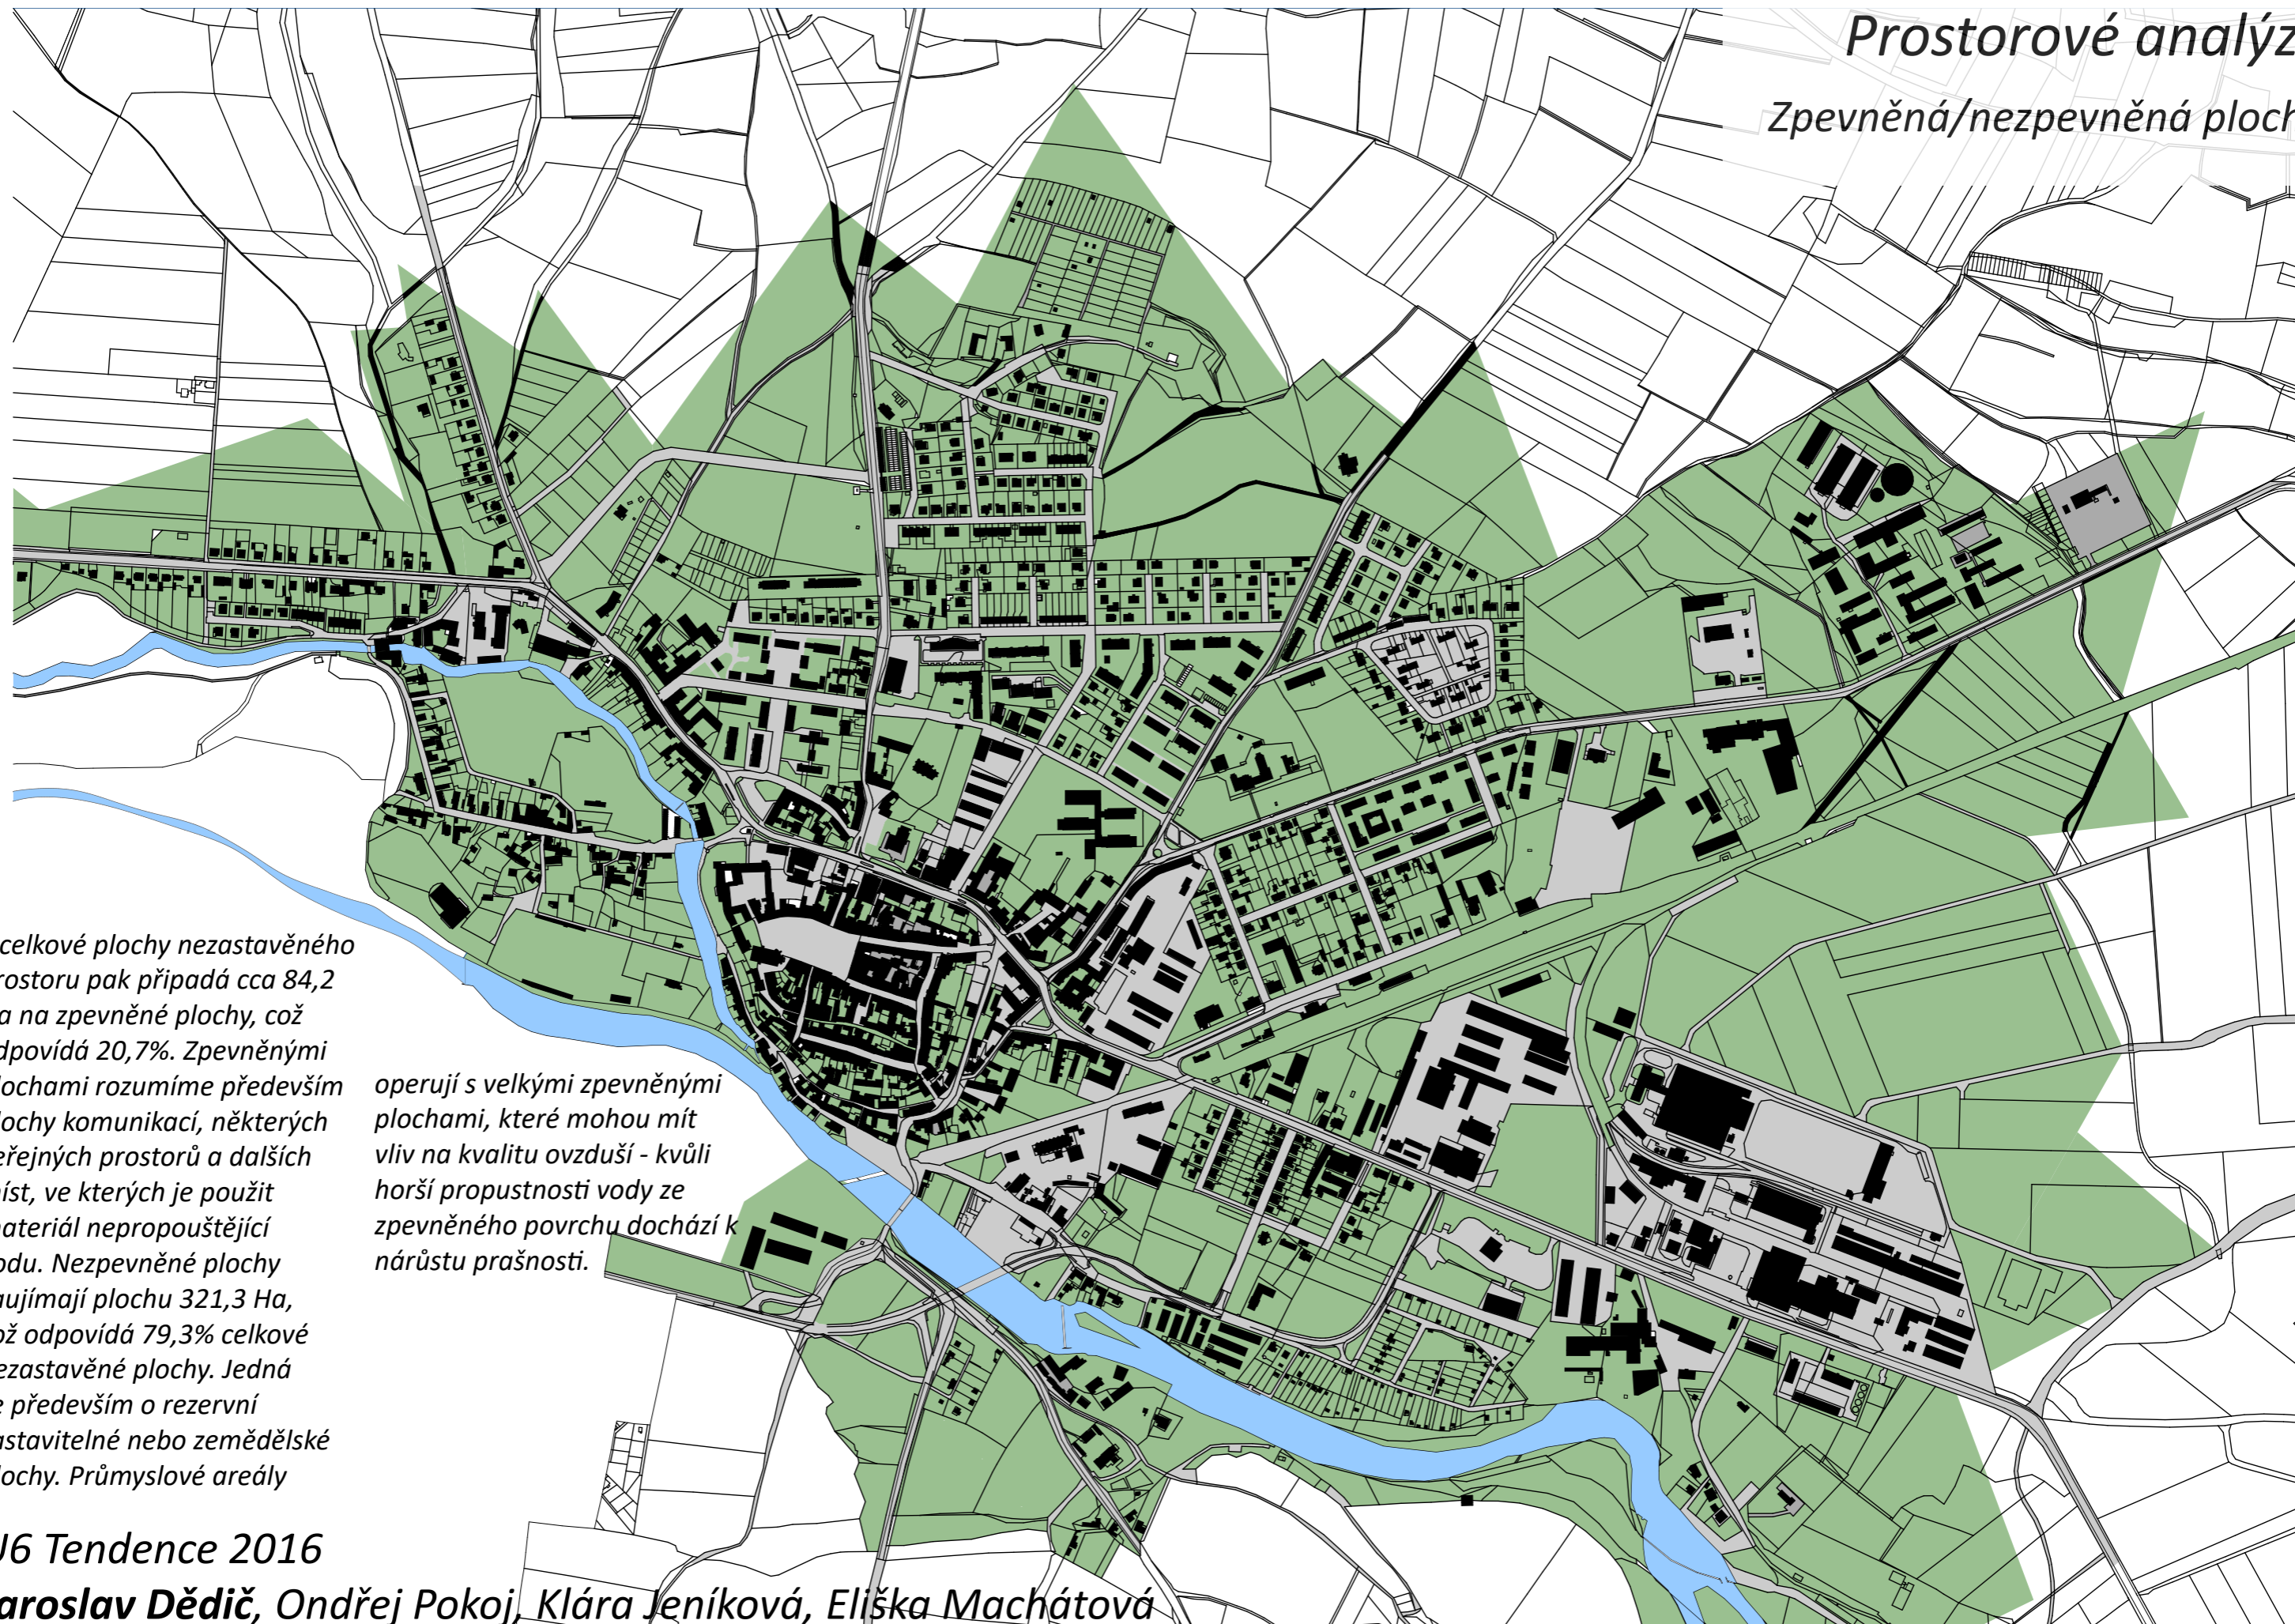 Prostorové analýz
Zpevněná/nezpevněná ploch
celkové plochy nezastavěného
rostoru pak připadá cca 84,2
a na zpevněné plochy, což
dpovídá 20,7%. Zpevněnými
lochami rozumíme především
lochy komunikací, některých
eřejných prostorů a dalších
íst, ve kterých je použit
ateriál nepropouštějící
odu. Nezpevněné plochy
aujímají plochu 321,3 Ha,
ož odpovídá 79,3% celkové
ezastavěné plochy. Jedná
e především o rezervní
astavitelné nebo zemědělské
lochy. Průmyslové areály
operují s velkými zpevněnými
plochami, které mohou mít
vliv na kvalitu ovzduší - kvůli
horší propustnosti vody ze
zpevněného povrchu dochází k
nárůstu prašnosti.
U6 Tendence 2016
aroslav Dědič, Ondřej Pokoj, Klára Jeníková, Eliška Machátová